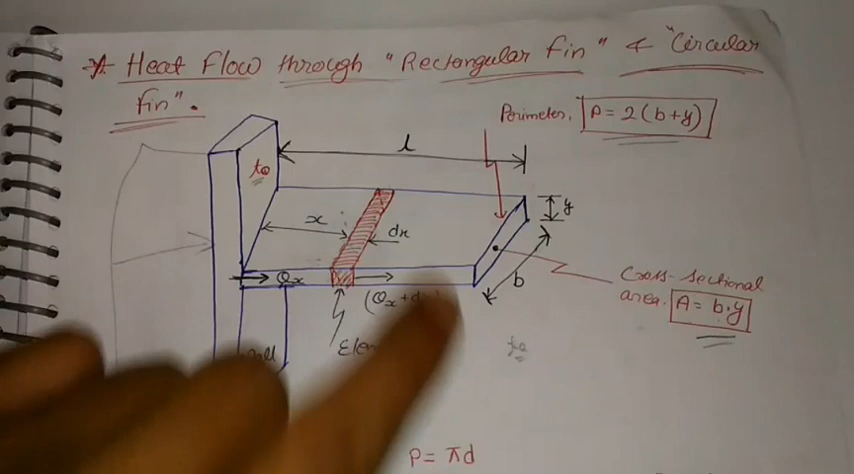 * Heat Flow through "Rectangular fin" & "Circular
fin".
Perimeter, P = 2(b+y)
l
to
x
dx
y
b
Qx
Cross-sectional
area. A = b.y
P = πd